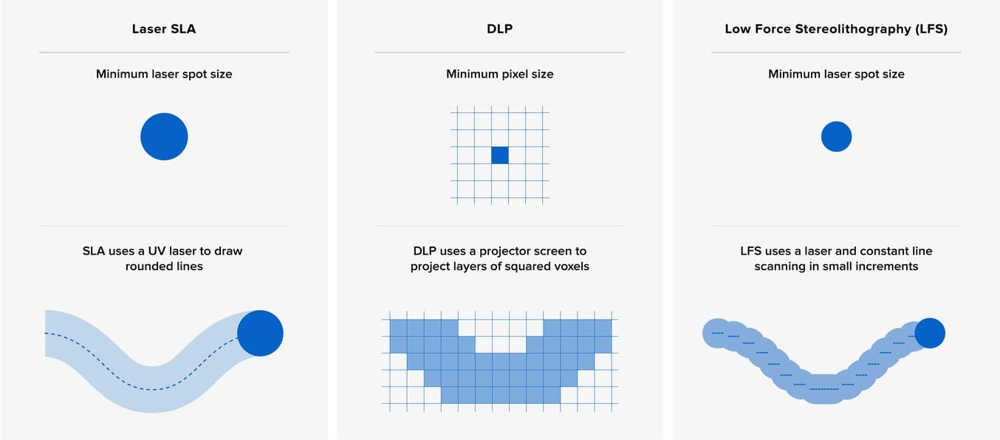 Laser SLA
Minimum laser spot size
SLA uses a UV laser to draw
rounded lines
DLP
Minimum pixel size
DLP uses a projector screen to
project layers of squared voxels
Low Force Stereolithography (LFS)
Minimum laser spot size
LFS uses a laser and constant line
scanning in small increments